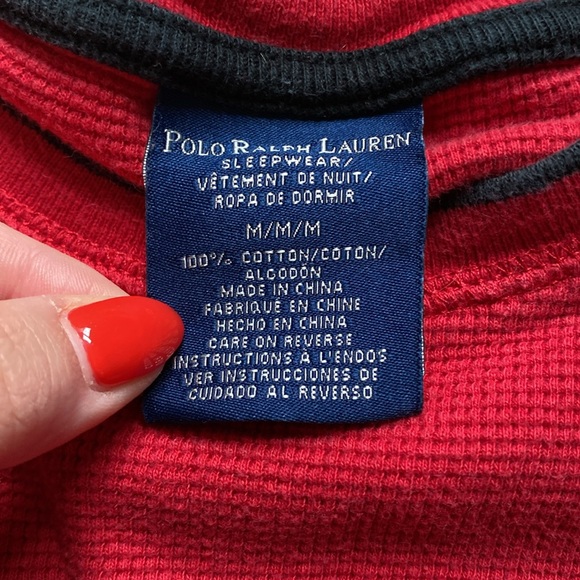 POLO RALPH LAUREN
SLEEPWEAR/
VÊTEMENT DE NUIT/
ROPA DE DORMIR
M/M/M
100% COTTON/COTON/
ALGODÓN
MADE IN CHINA
FABRIQUÉ EN CHINE
HECHO EN CHINA
CARE ON REVERSE
INSTRUCTIONS À L'ENDOS
VER INSTRUCCIONES DE
CUIDADO AL REVERSO